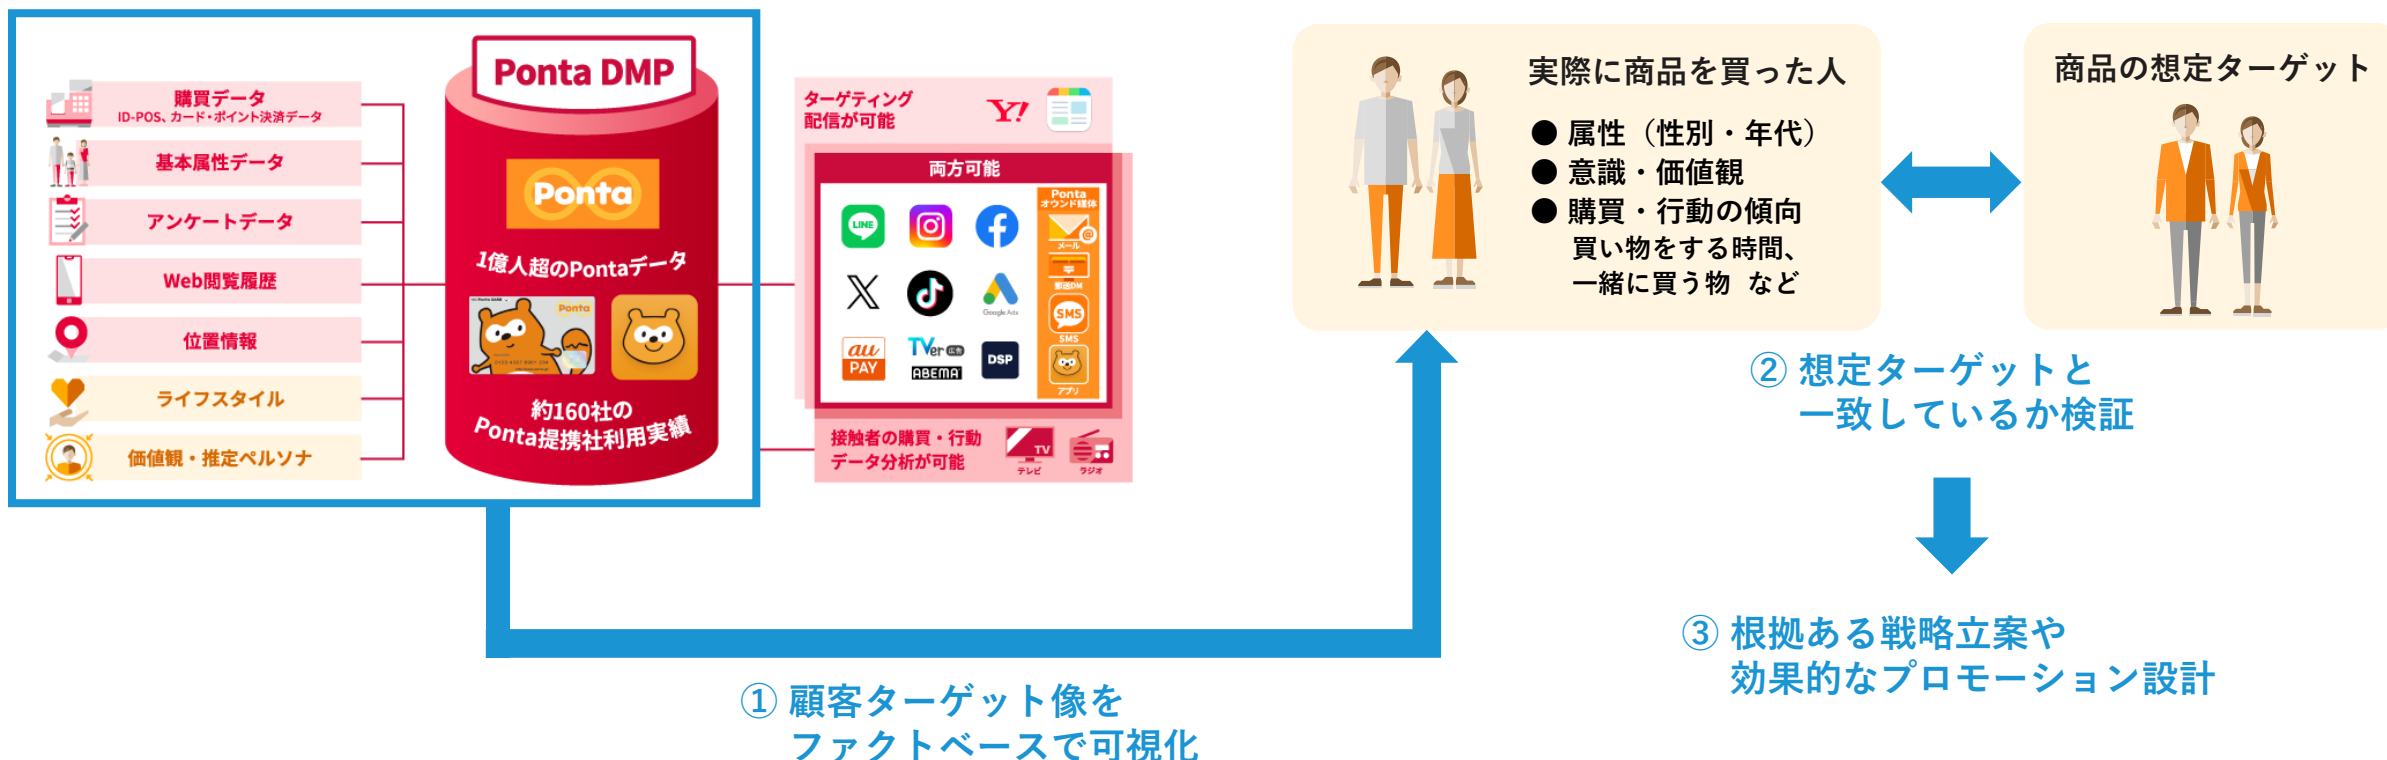 Ponta DMP
購買データ
ID-POS、カード・ポイント決済データ
基本属性データ
アンケートデータ
Web閲覧履歴
位置情報
ライフスタイル
価値観・推定ペルソナ
Ponta
1億人超のPontaデータ
Ponta
約160社の
Ponta提携社利用実績
ターゲティング
配信が可能
Y!
両方可能
LINE
Google Ads
au
PAY
TVer広告
ABEMA
DSP
Ponta
オウンド媒体
メール
郵送DM
SMS
SMS
アプリ
接触者の購買・行動
データ分析が可能
TV
テレビ
ラジオ
実際に商品を買った人
● 属性（性別・年代）
● 意識・価値観
● 購買・行動の傾向
買い物をする時間、
一緒に買う物 など
商品の想定ターゲット
① 顧客ターゲット像を
ファクトベースで可視化
② 想定ターゲットと
一致しているか検証
③ 根拠ある戦略立案や
効果的なプロモーション設計